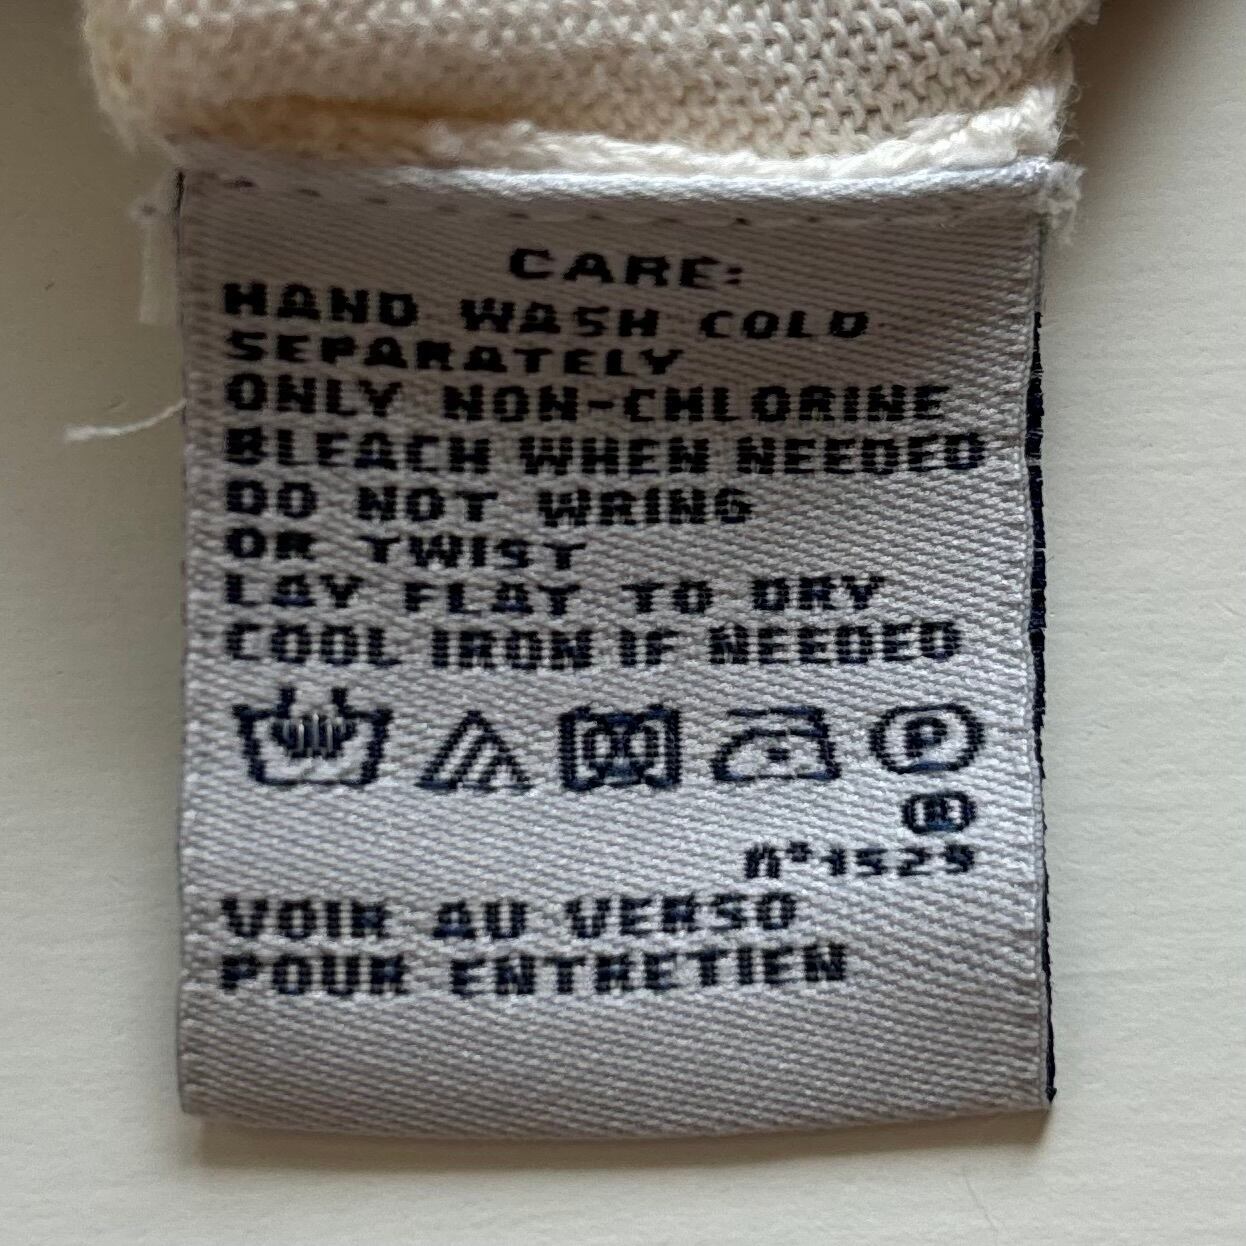 CARE:
HAND WASH COLD
SEPARATELY
ONLY NON-CHLORINE
BLEACH WHEN NEEDED
DO NOT WRING
OR TWIST
LAY FLAT TO DRY
COOL IRON IF NEEDED
P
®
n°1529
VOIR AU VERSO
POUR ENTRETIEN